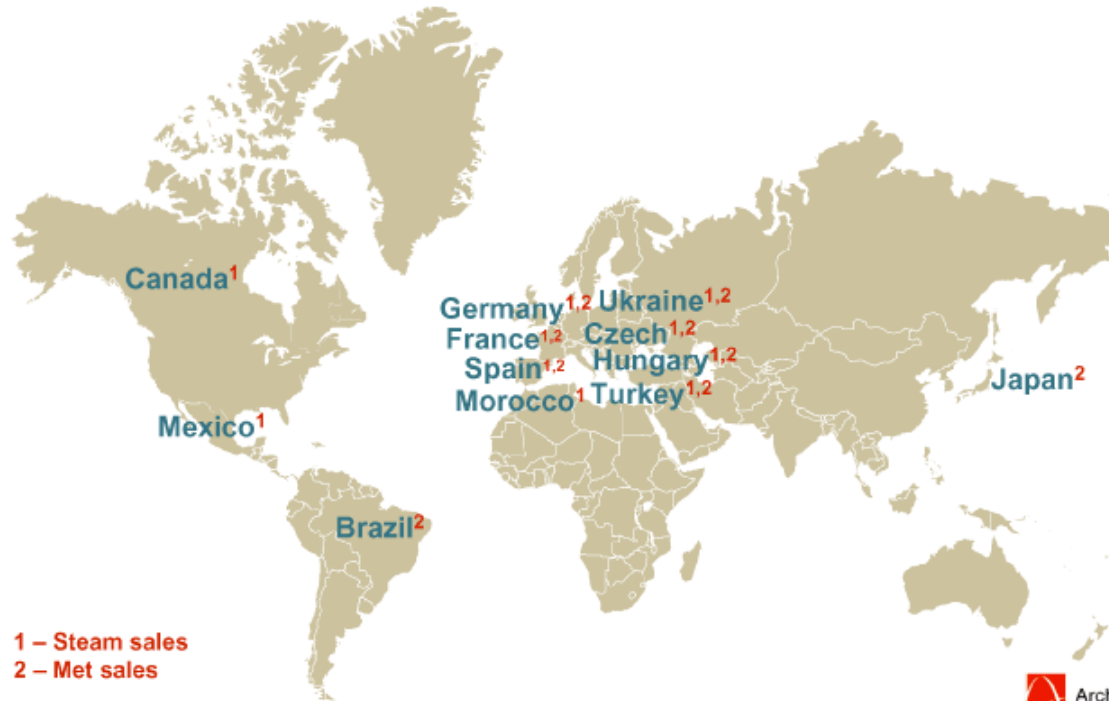 Canada1
Germany1,2 Ukraine1,2
France1,2 Czech1,2
Spain1,2 Hungary1,2
Morocco1 Turkey1,2
Japan2
Mexico1
Brazil2
1 – Steam sales
2 – Met sales
Arch